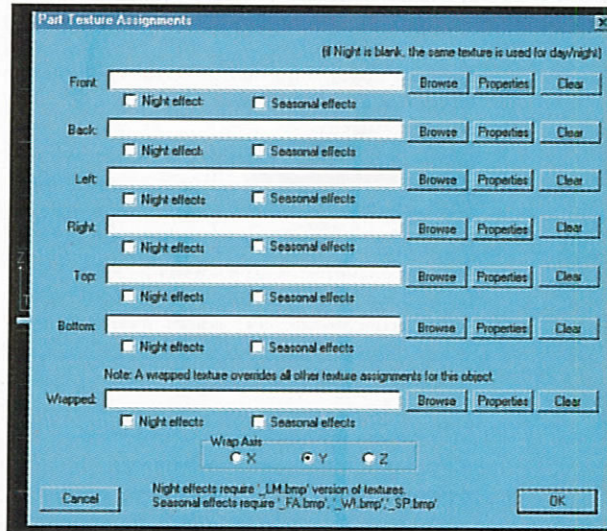 Part Texture Assignments
(if Night is blank, the same texture is used for day/night)
Front: Browse Properties Clear
Night effect: Seasonal effects
Back: Browse Properties Clear
Night effect: Seasonal effects
Left: Browse Properties Clear
Night effects Seasonal effects
Right: Browse Properties Clear
Night effects Seasonal effects
Top: Browse Properties Clear
Night effects Seasonal effects
Bottom: Browse Properties Clear
Night effects Seasonal effects
Note: A wrapped texture overrides all other texture assignments for this object.
Wrapped: Browse Properties Clear
Night effects Seasonal effects
Wrap Axis
X Y Z
Night effects require '_LM.bmp' version of textures.
Cancel Seasonal effects require '_FA.bmp', '_WI.bmp','_SP.bmp' OK
Z